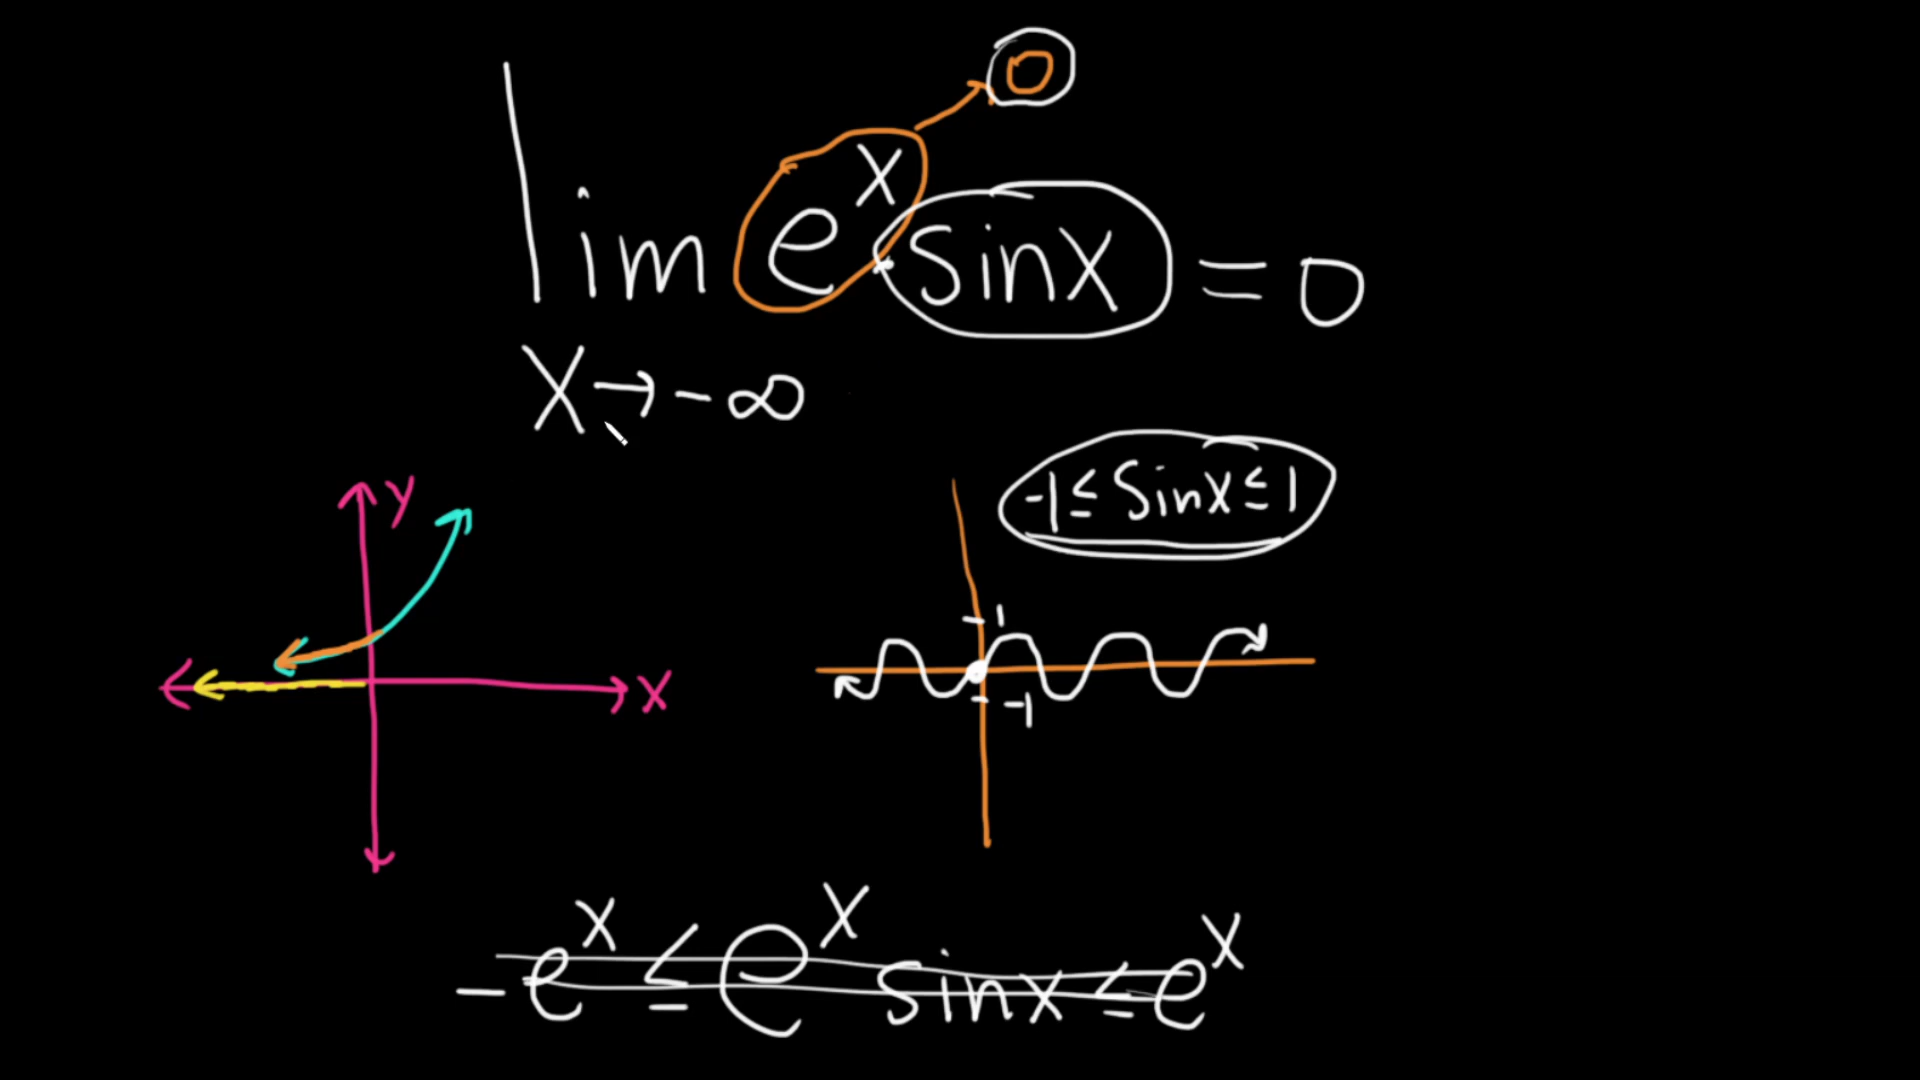 0
lim e^x · sinx = 0
x→-∞
-1 ≤ Sinx ≤ 1
y
1
x
-1
-e^x ≤ e^x sinx ≤ e^x